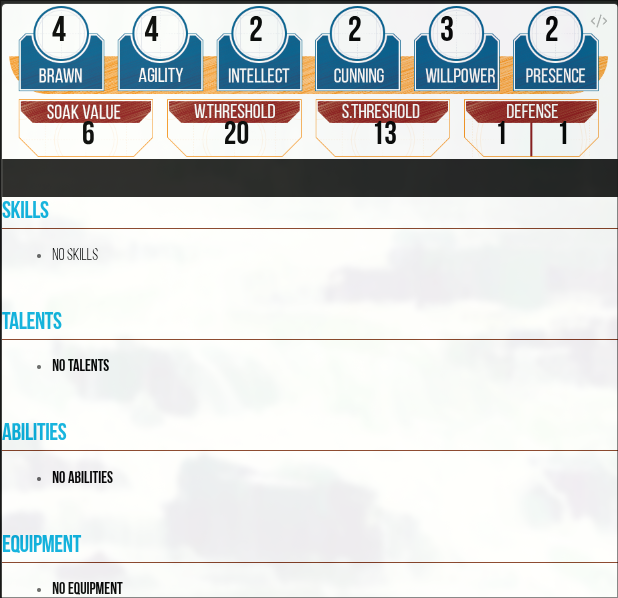 4 4 2 2 3 2
BRAWN AGILITY INTELLECT CUNNING WILLPOWER PRESENCE
SOAK VALUE W.THRESHOLD S.THRESHOLD DEFENSE
6 20 13 1 1
SKILLS
• NO SKILLS
TALENTS
• NO TALENTS
ABILITIES
• NO ABILITIES
EQUIPMENT
• NO EQUIPMENT